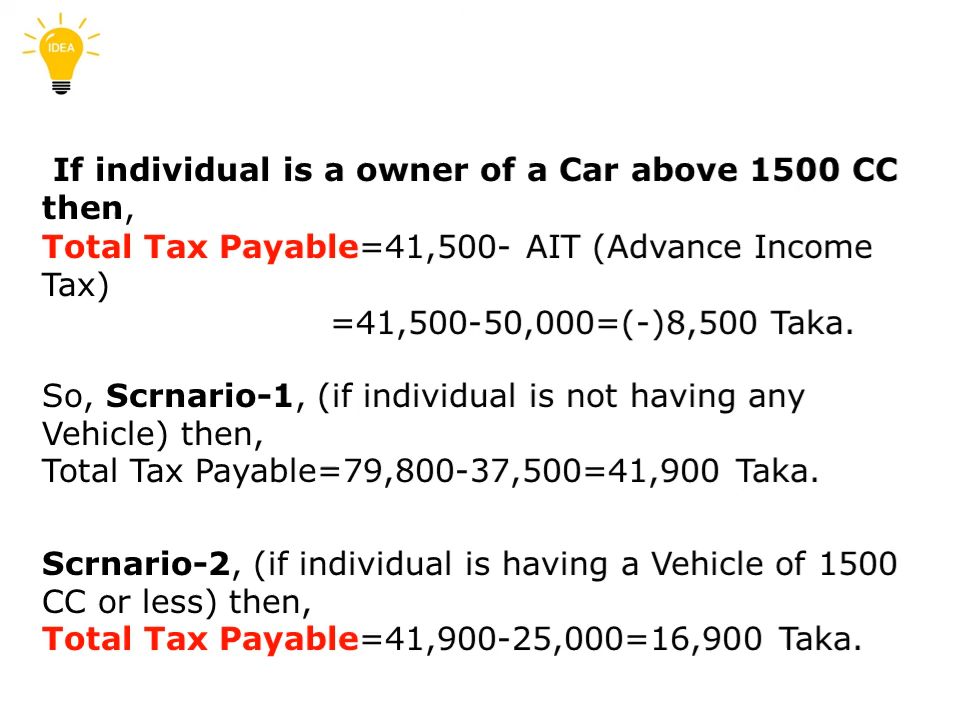 IDEA
If individual is a owner of a Car above 1500 CC
then,
Total Tax Payable=41,500- AIT (Advance Income
Tax)
=41,500-50,000=(-)8,500 Taka.
So, Scrnario-1, (if individual is not having any
Vehicle) then,
Total Tax Payable=79,800-37,500=41,900 Taka.
Scrnario-2, (if individual is having a Vehicle of 1500
CC or less) then,
Total Tax Payable=41,900-25,000=16,900 Taka.